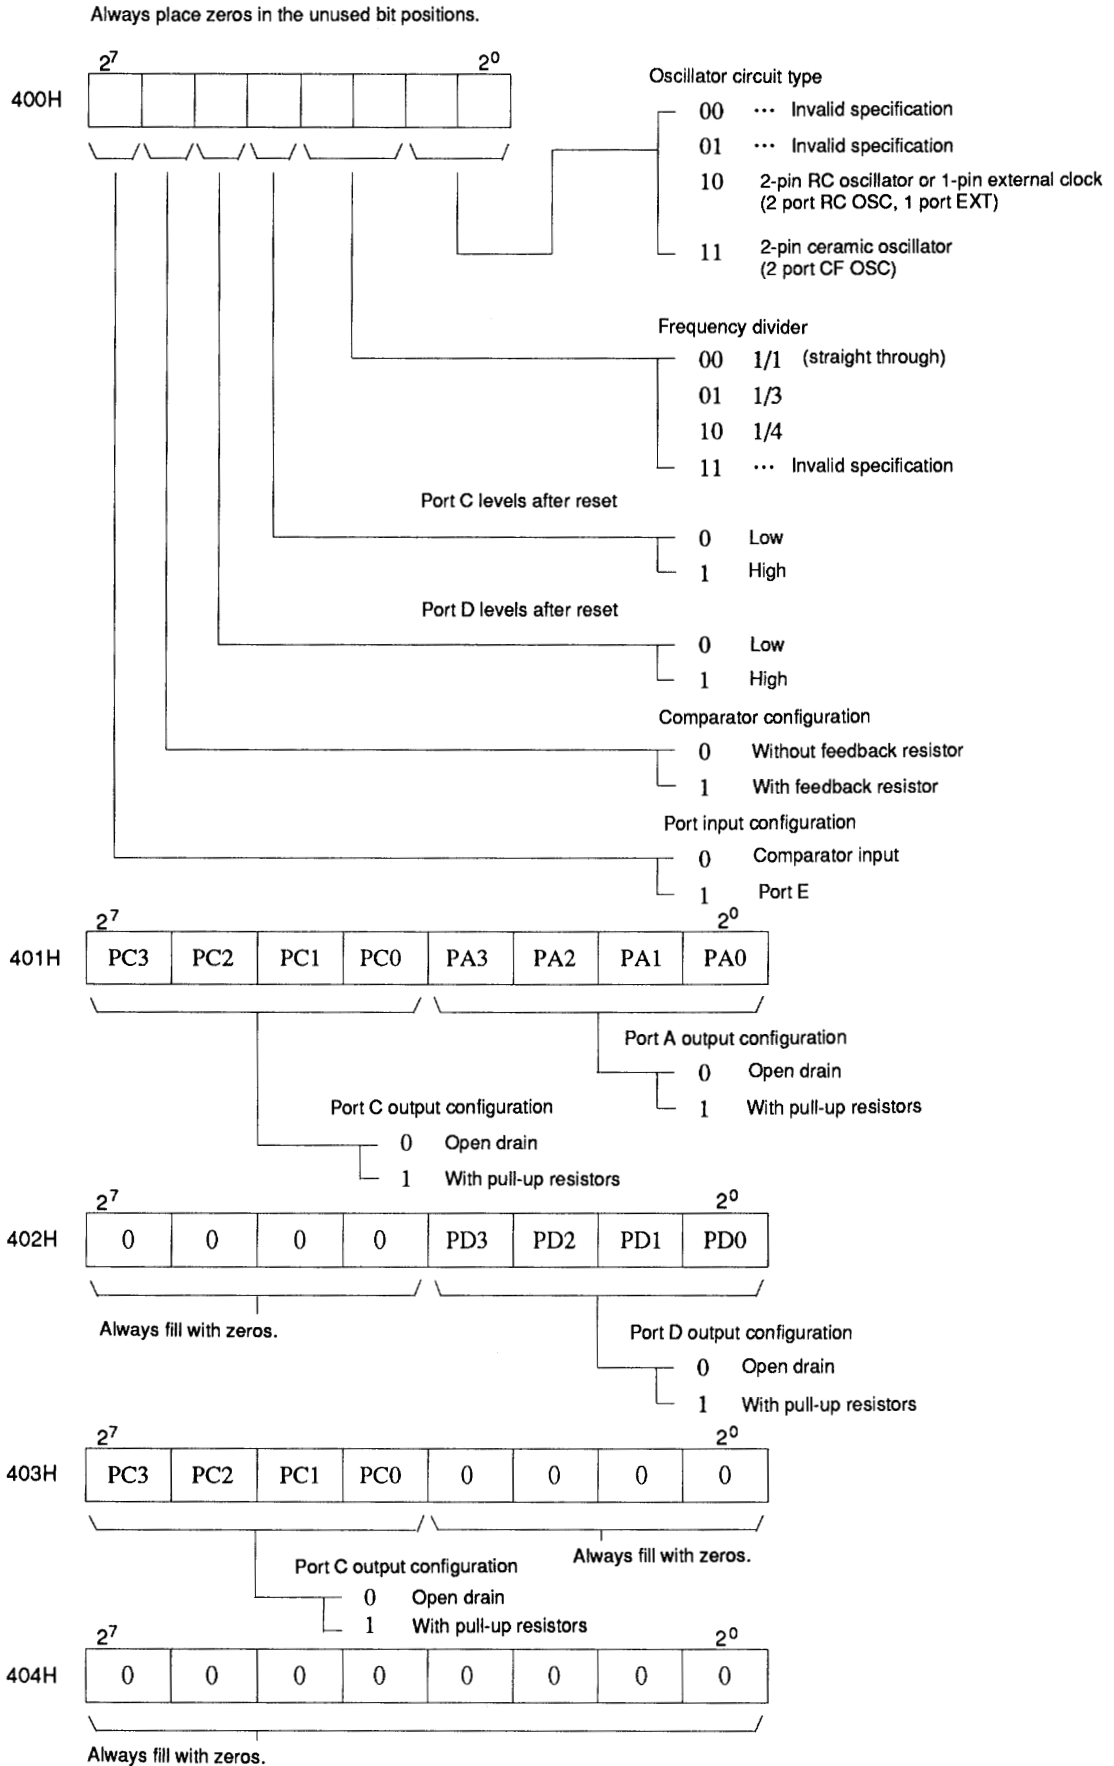 Always place zeros in the unused bit positions.
2⁷ 2⁰
400H
Oscillator circuit type
00 ··· Invalid specification
01 ··· Invalid specification
10 2-pin RC oscillator or 1-pin external clock
(2 port RC OSC, 1 port EXT)
11 2-pin ceramic oscillator
(2 port CF OSC)
Frequency divider
00 1/1 (straight through)
01 1/3
10 1/4
11 ··· Invalid specification
Port C levels after reset
0 Low
1 High
Port D levels after reset
0 Low
1 High
Comparator configuration
0 Without feedback resistor
1 With feedback resistor
Port input configuration
0 Comparator input
1 Port E
2⁷ 2⁰
401H PC3 PC2 PC1 PC0 PA3 PA2 PA1 PA0
Port A output configuration
0 Open drain
1 With pull-up resistors
Port C output configuration
0 Open drain
1 With pull-up resistors
2⁷ 2⁰
402H 0 0 0 0 PD3 PD2 PD1 PD0
Always fill with zeros.
Port D output configuration
0 Open drain
1 With pull-up resistors
2⁷ 2⁰
403H PC3 PC2 PC1 PC0 0 0 0 0
Always fill with zeros.
Port C output configuration
0 Open drain
1 With pull-up resistors
2⁷ 2⁰
404H 0 0 0 0 0 0 0 0
Always fill with zeros.